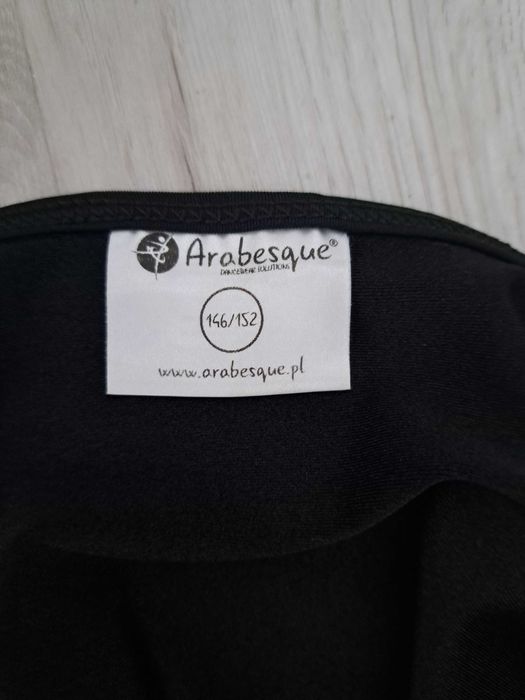 Arabesque®
DANCEWEAR SOLUTIONS
146/152
www.arabesque.pl